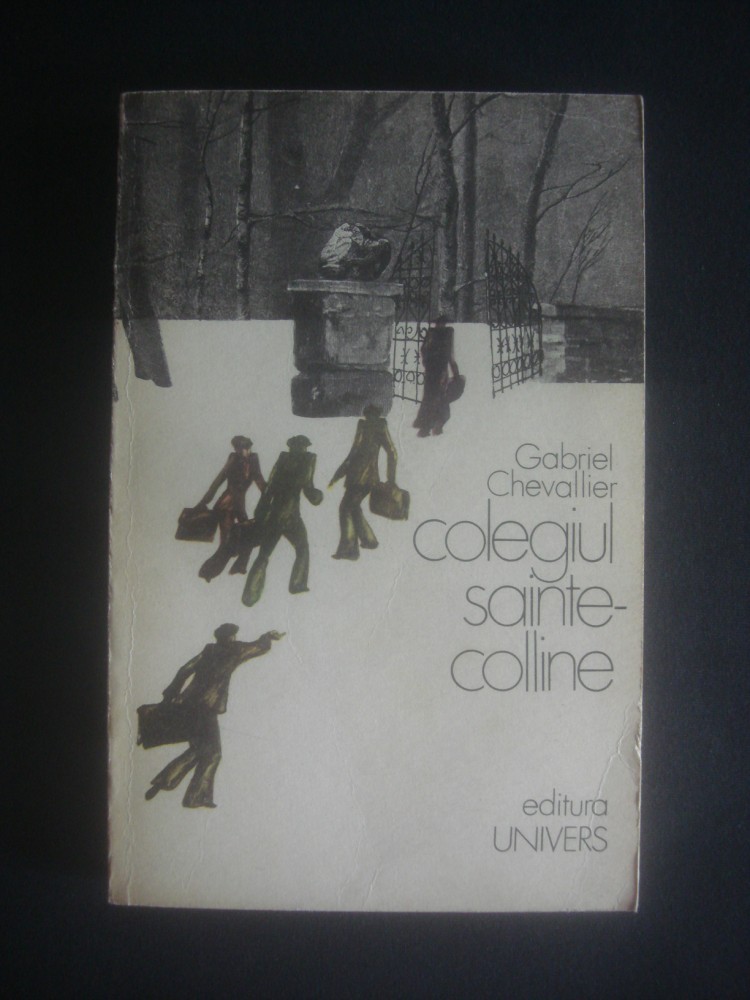 Gabriel
Chevallier
colegiul
sainte-
colline
editura
UNIVERS